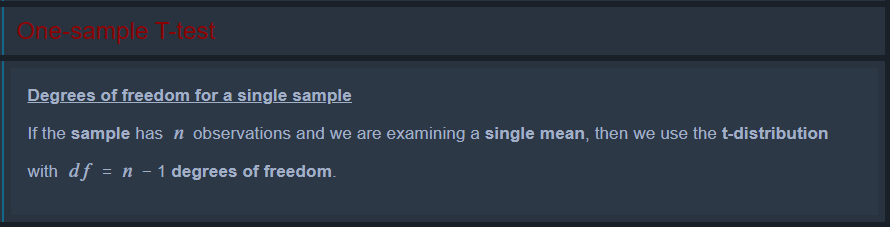 One-sample T-test
Degrees of freedom for a single sample
If the sample has n observations and we are examining a single mean, then we use the t-distribution
with df = n − 1 degrees of freedom.